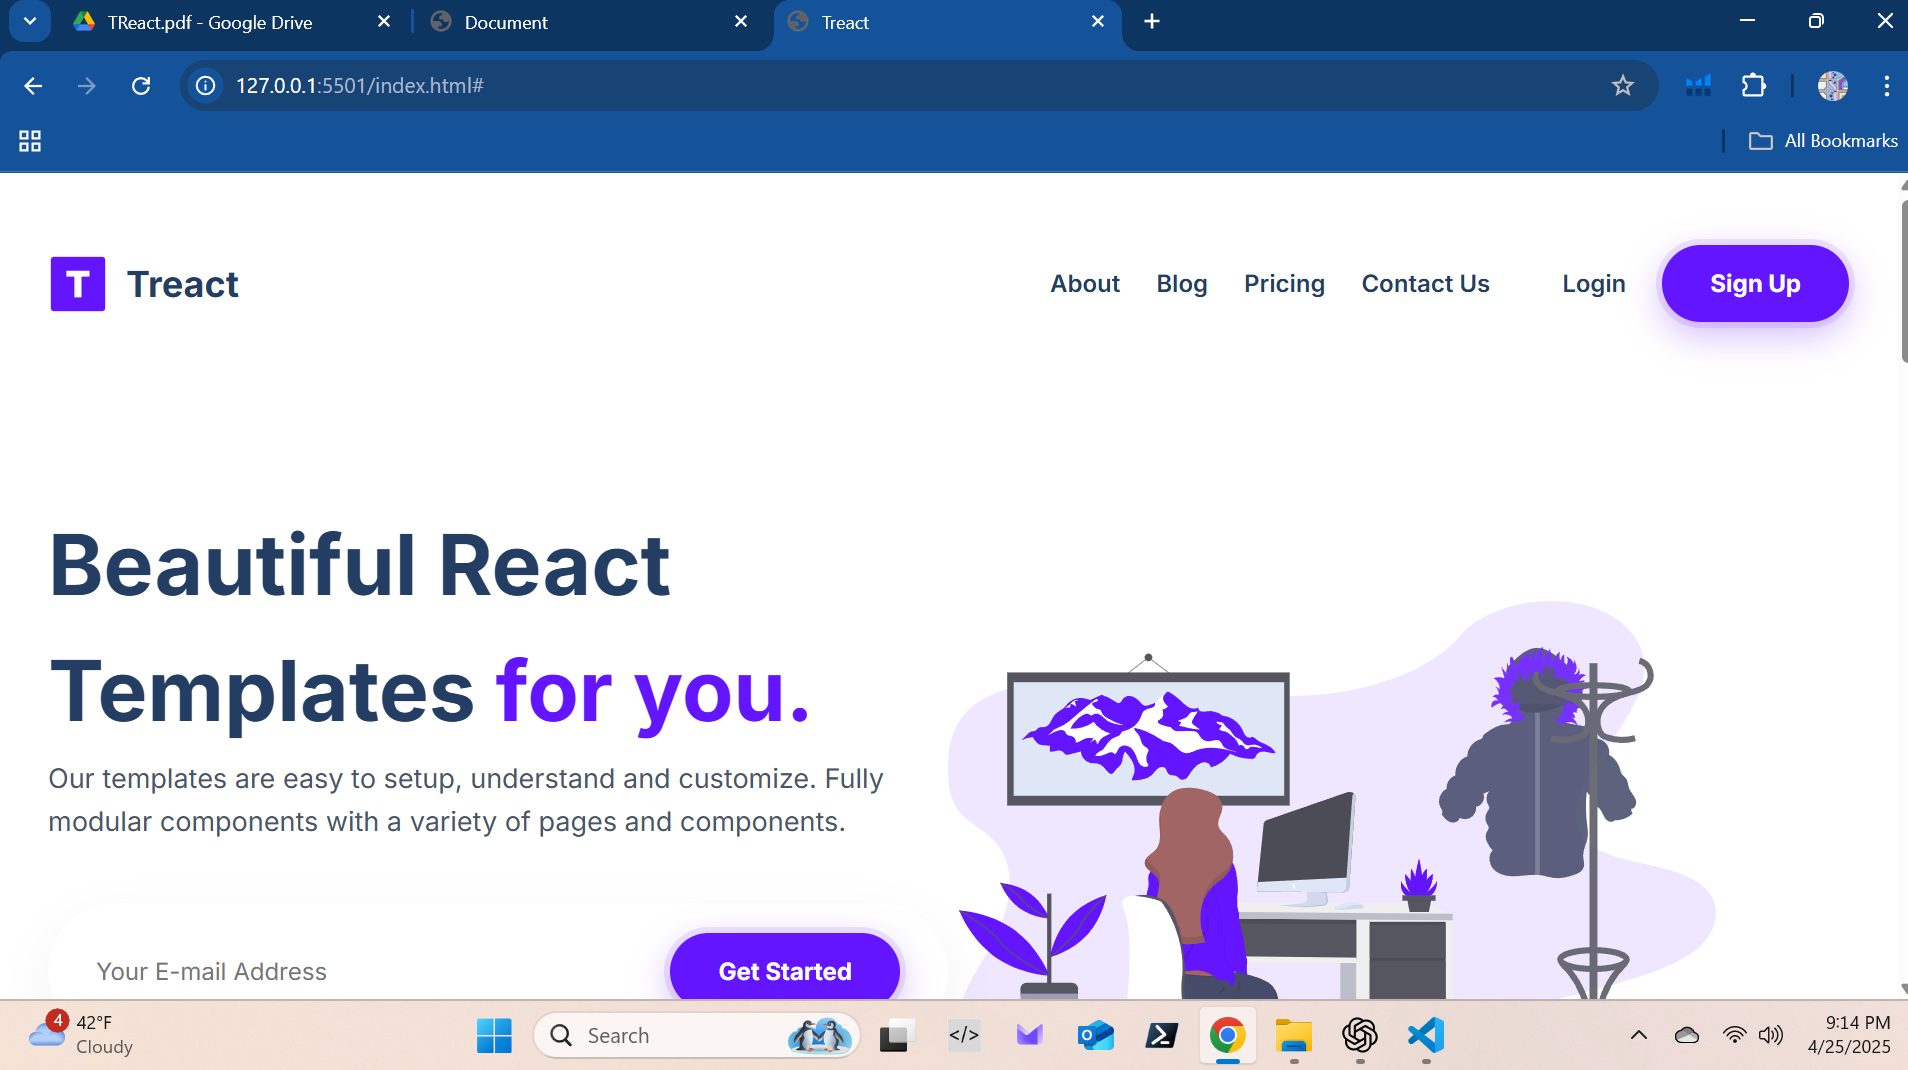 TReact.pdf - Google Drive
Document
Treact
127.0.0.1:5501/index.html#
All Bookmarks
T Treact
About Blog Pricing Contact Us Login Sign Up
Beautiful React
Templates for you.
Our templates are easy to setup, understand and customize. Fully
modular components with a variety of pages and components.
Your E-mail Address
Get Started
4
42°F
Cloudy
Search
</>
9:14 PM
4/25/2025